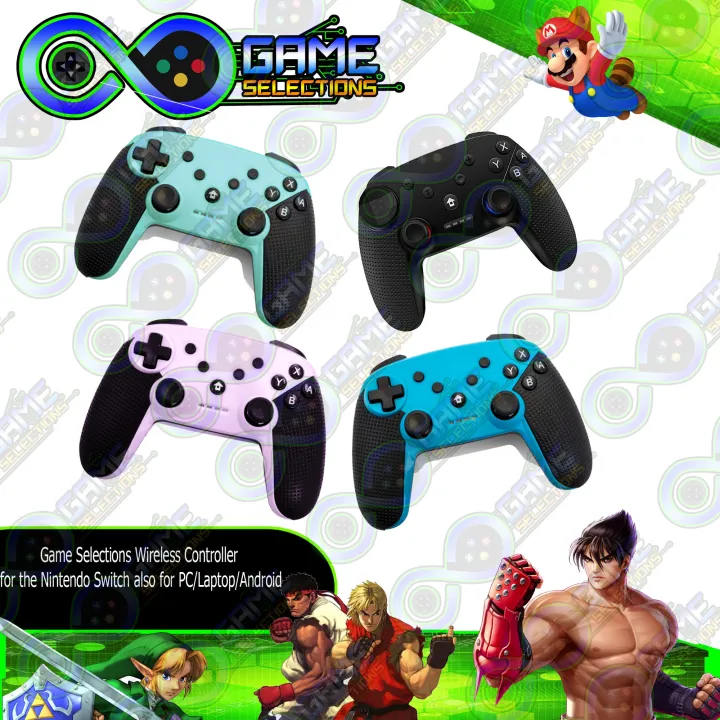 GAME
SELECTIONS
Game Selections Wireless Controller
for the Nintendo Switch also for PC/Laptop/Android
X
A
Y
B
X
A
Y
B
X
A
Y
B
X
A
Y
B